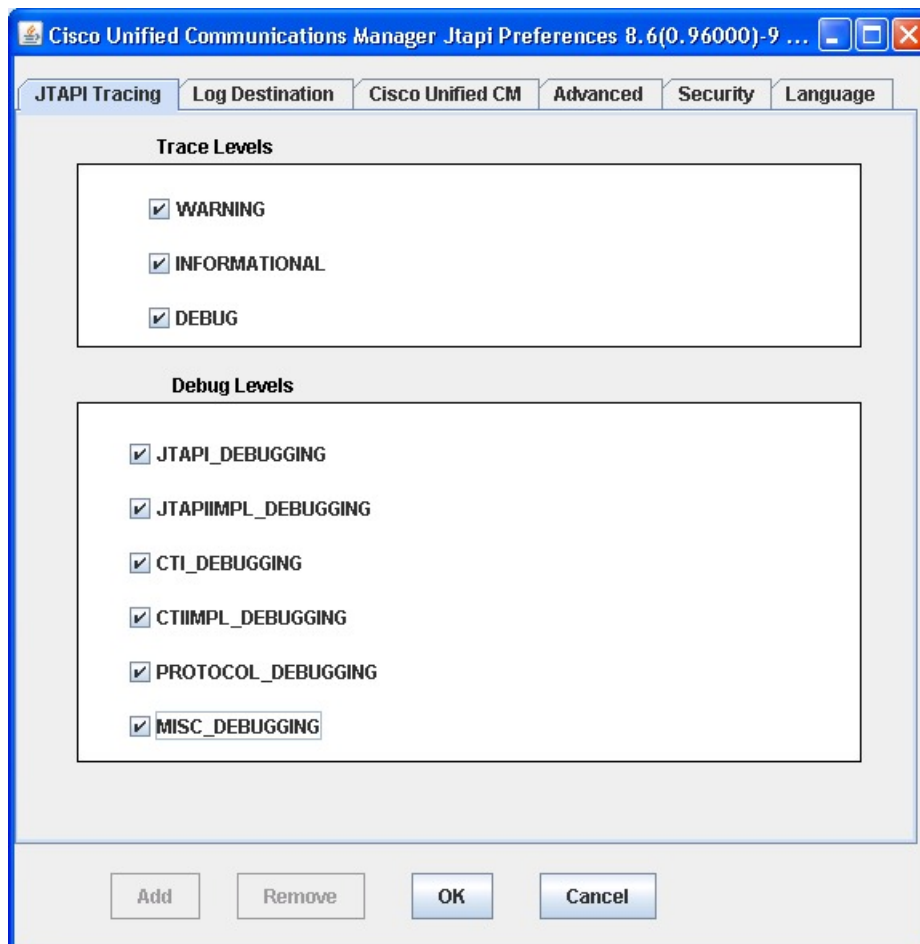 Cisco Unified Communications Manager Jtapi Preferences 8.6(0.96000)-9 ...
JTAPI Tracing Log Destination Cisco Unified CM Advanced Security Language
Trace Levels
WARNING
INFORMATIONAL
DEBUG
Debug Levels
JTAPI_DEBUGGING
JTAPIIMPL_DEBUGGING
CTI_DEBUGGING
CTIIMPL_DEBUGGING
PROTOCOL_DEBUGGING
MISC_DEBUGGING
Add Remove OK Cancel